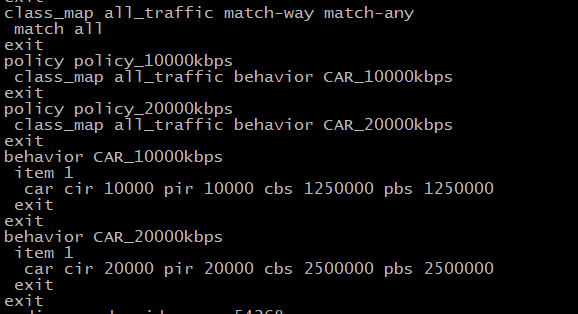 exit
class_map all_traffic match-way match-any
 match all
exit
policy policy_10000kbps
 class_map all_traffic behavior CAR_10000kbps
exit
policy policy_20000kbps
 class_map all_traffic behavior CAR_20000kbps
exit
behavior CAR_10000kbps
 item 1
  car cir 10000 pir 10000 cbs 1250000 pbs 1250000
 exit
exit
behavior CAR_20000kbps
 item 1
  car cir 20000 pir 20000 cbs 2500000 pbs 2500000
 exit
exit